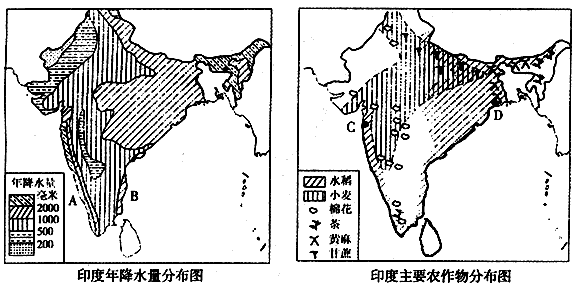 年降水量
毫米
2000
1000
500
200
A
B
印度年降水量分布图
C
D
水稻
小麦
棉花
茶
黄麻
甘蔗
印度主要农作物分布图